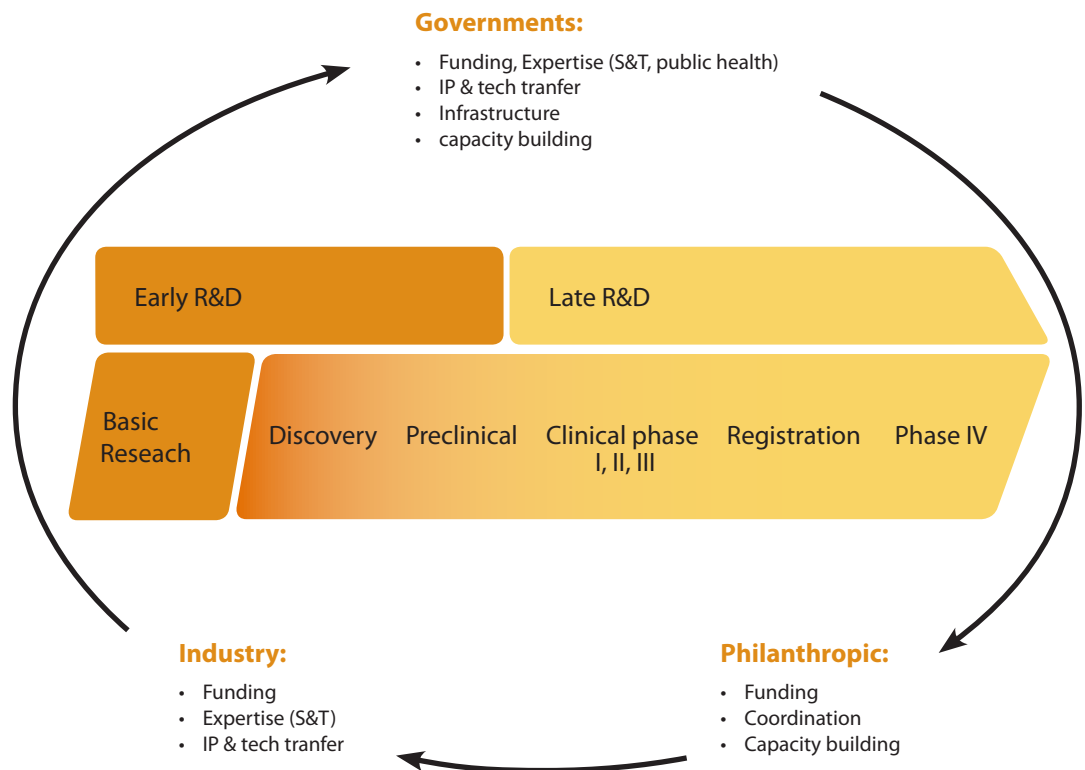 Governments:
• Funding, Expertise (S&T, public health)
• IP & tech tranfer
• Infrastructure
• capacity building
Early R&D
Late R&D
Basic
Reseach
Discovery
Preclinical
Clinical phase
I, II, III
Registration
Phase IV
Industry:
• Funding
• Expertise (S&T)
• IP & tech tranfer
Philanthropic:
• Funding
• Coordination
• Capacity building